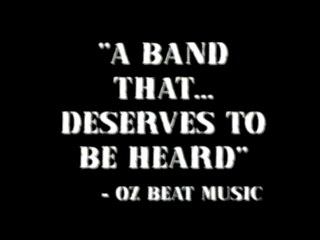 "A BAND
THAT...
DESERVES TO
BE HEARD"
- OZ BEAT MUSIC